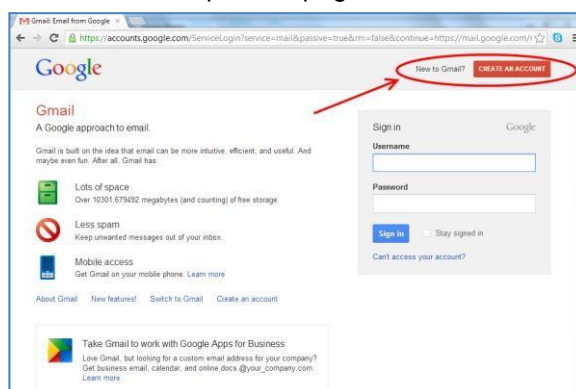 Gmail: Email from Google
https://accounts.google.com/ServiceLogin?service=mail&passive=true&rm=false&continue=https://mail.google.com/
Google
New to Gmail? CREATE AN ACCOUNT
Gmail
A Google approach to email.
Gmail is built on the idea that email can be more intuitive, efficient, and useful. And
maybe even fun. After all, Gmail has:
Lots of space
Over 10301.679492 megabytes (and counting) of free storage.
Less spam
Keep unwanted messages out of your inbox.
Mobile access
Get Gmail on your mobile phone. Learn more
About Gmail New features! Switch to Gmail Create an account
Take Gmail to work with Google Apps for Business
Love Gmail, but looking for a custom email address for your company?
Get business email, calendar, and online docs @your_company.com.
Learn more
Sign in Google
Username
Password
Sign in Stay signed in
Can't access your account?